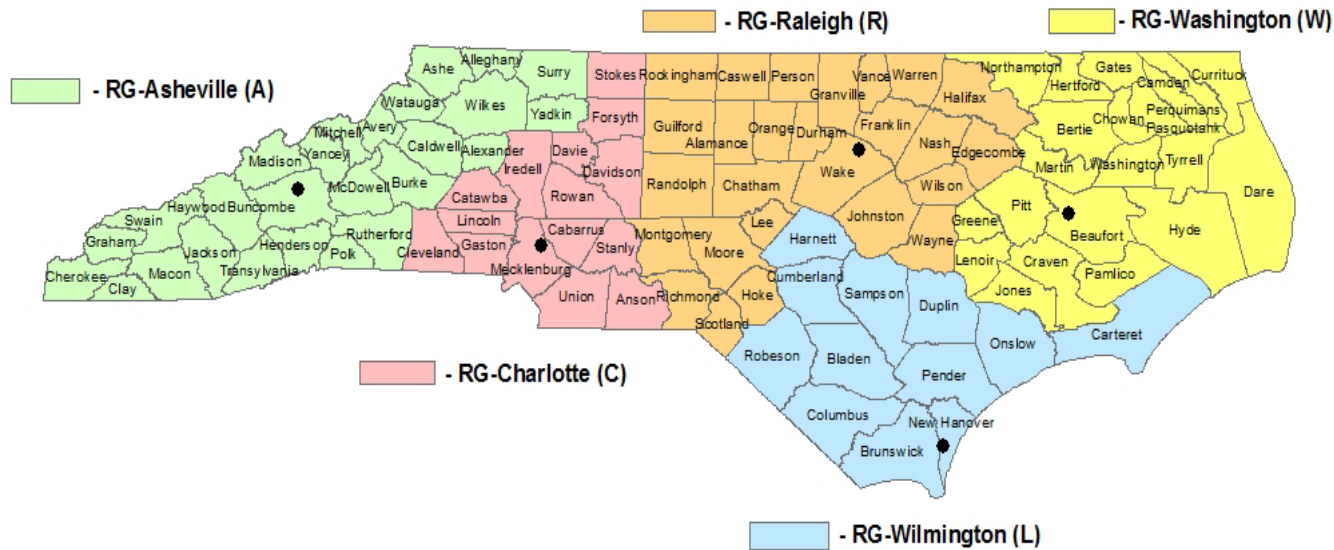 - RG-Raleigh (R)
- RG-Washington (W)
- RG-Asheville (A)
Ashe
Alleghany
Surry
Stokes
Rockingham
Caswell
Person
Vance
Warren
Granville
Halifax
Northampton
Gates
Hertford
Camden
Currituck
Watauga
Wilkes
Yadkin
Forsyth
Guilford
Alamance
Orange
Durham
Franklin
Nash
Edgecombe
Bertie
Chowan
Perquimans
Pasquotank
Mitchell
Avery
Caldwell
Alexander
Iredell
Davie
Davidson
Madison
Yancey
Randolph
Chatham
Wake
Wilson
Martin
Washington
Tyrrell
Dare
Haywood
Buncombe
McDowell
Burke
Catawba
Rowan
Swain
Graham
Jackson
Henderson
Rutherford
Lincoln
Cleveland
Gaston
Cabarrus
Stanly
Montgomery
Moore
Lee
Harnett
Johnston
Wayne
Greene
Pitt
Beaufort
Hyde
Cherokee
Clay
Macon
Transylvania
Polk
Mecklenburg
Union
Anson
Richmond
Hoke
Scotland
Cumberland
Sampson
Duplin
Lenoir
Craven
Jones
Pamlico
Carteret
Onslow
Robeson
Bladen
Pender
Columbus
New Hanover
Brunswick
- RG-Charlotte (C)
- RG-Wilmington (L)